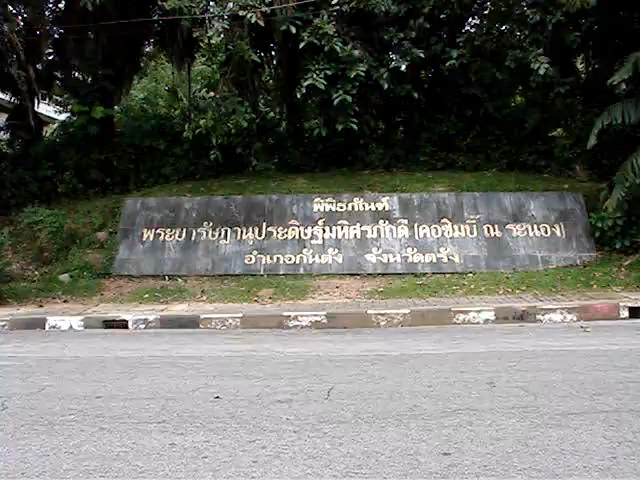 พิพิธภัณฑ์
พระยารัษฎานุประดิษฐ์มหิศรภักดี (คอซิมบี๊ ณ ระนอง)
อำเภอกันตัง จังหวัดตรัง